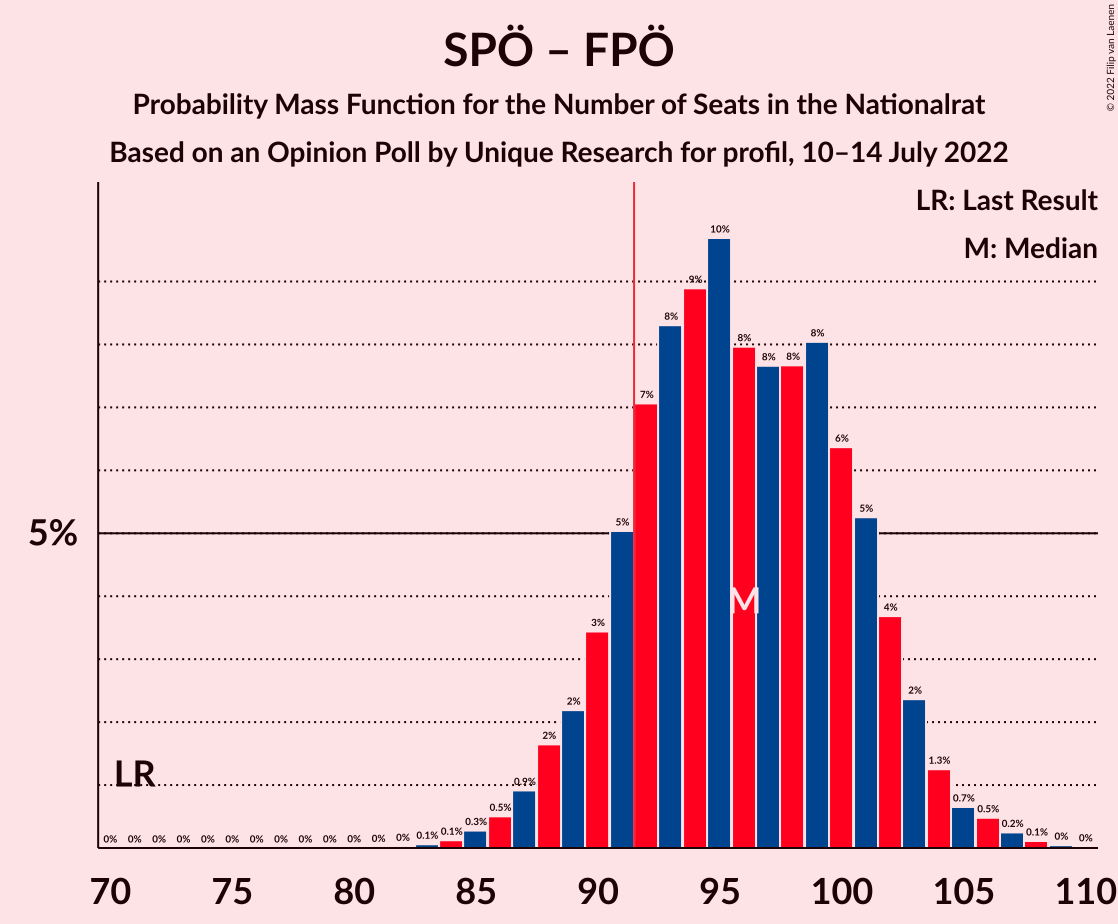 SPÖ – FPÖ
Probability Mass Function for the Number of Seats in the Nationalrat
Based on an Opinion Poll by Unique Research for profil, 10–14 July 2022
© 2022 Filip van Laenen
LR: Last Result
M: Median
5%
LR
M
0% 0% 0% 0% 0% 0% 0% 0% 0% 0% 0% 0% 0% 0.1% 0.1% 0.3% 0.5% 0.9% 2% 2% 3% 5% 7% 8% 9% 10% 8% 8% 8% 8% 6% 5% 4% 2% 1.3% 0.7% 0.5% 0.2% 0.1% 0% 0%
70 75 80 85 90 95 100 105 110